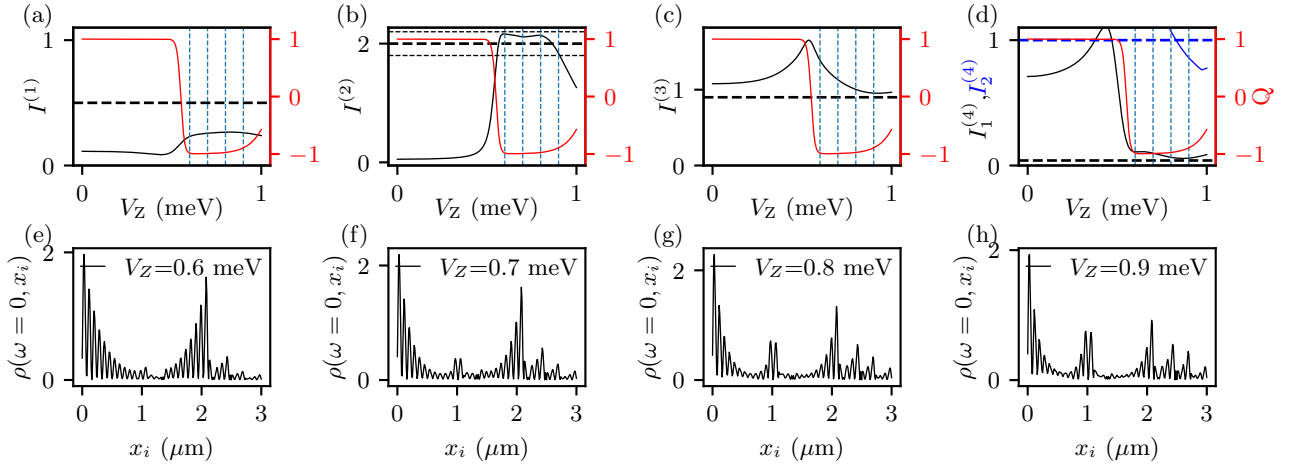 (a)
I^(1)
1
0
1
0
−1
0
1
V_Z (meV)
(b)
I^(2)
2
0
1
0
−1
0
1
V_Z (meV)
(c)
I^(3)
1
0
1
0
−1
0
1
V_Z (meV)
(d)
I_1^(4), I_2^(4)
1
0
1
0
−1
Q
0
1
V_Z (meV)
(e)
ρ(ω = 0, x_i)
2
0
V_Z=0.6 meV
0 1 2 3
x_i (μm)
(f)
ρ(ω = 0, x_i)
2
0
V_Z=0.7 meV
0 1 2 3
x_i (μm)
(g)
ρ(ω = 0, x_i)
2
0
V_Z=0.8 meV
0 1 2 3
x_i (μm)
(h)
ρ(ω = 0, x_i)
2
0
V_Z=0.9 meV
0 1 2 3
x_i (μm)